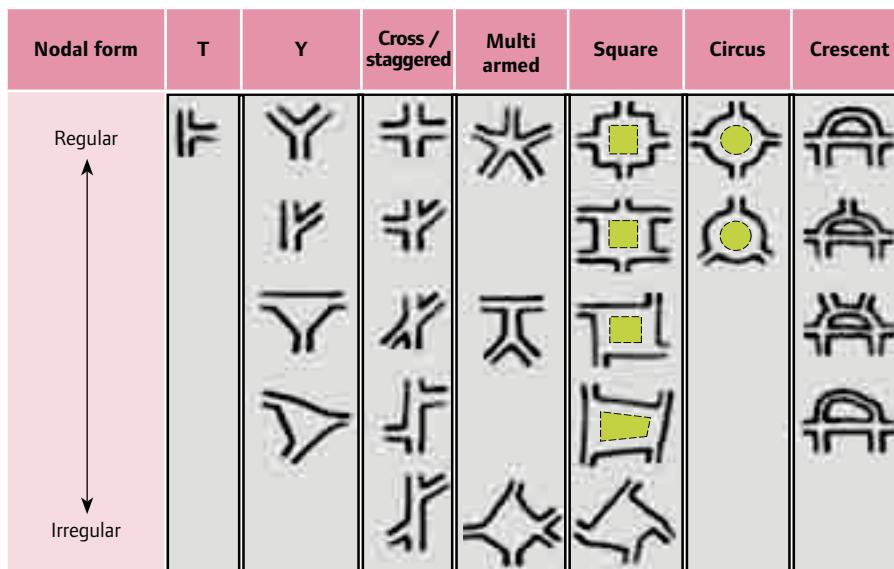 Nodal form
T
Y
Cross /
staggered
Multi
armed
Square
Circus
Crescent
Regular
Irregular